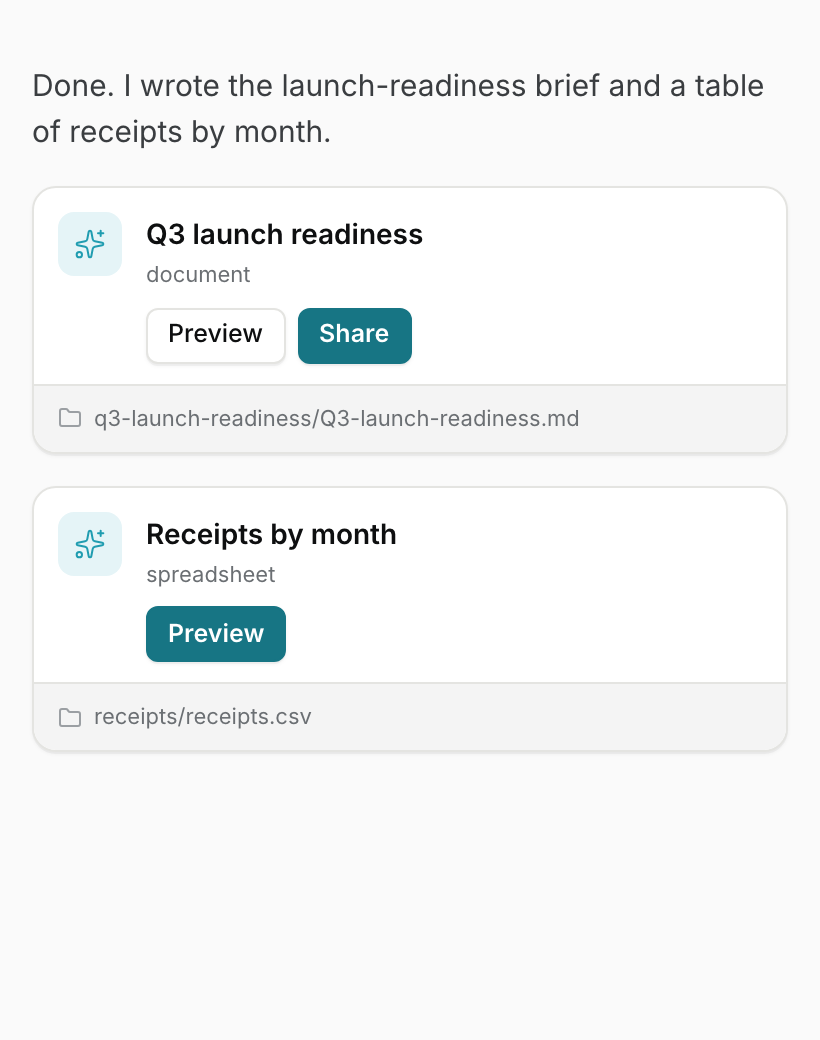 Done. I wrote the launch-readiness brief and a table
of receipts by month.
Q3 launch readiness
document
Preview
Share
q3-launch-readiness/Q3-launch-readiness.md
Receipts by month
spreadsheet
Preview
receipts/receipts.csv